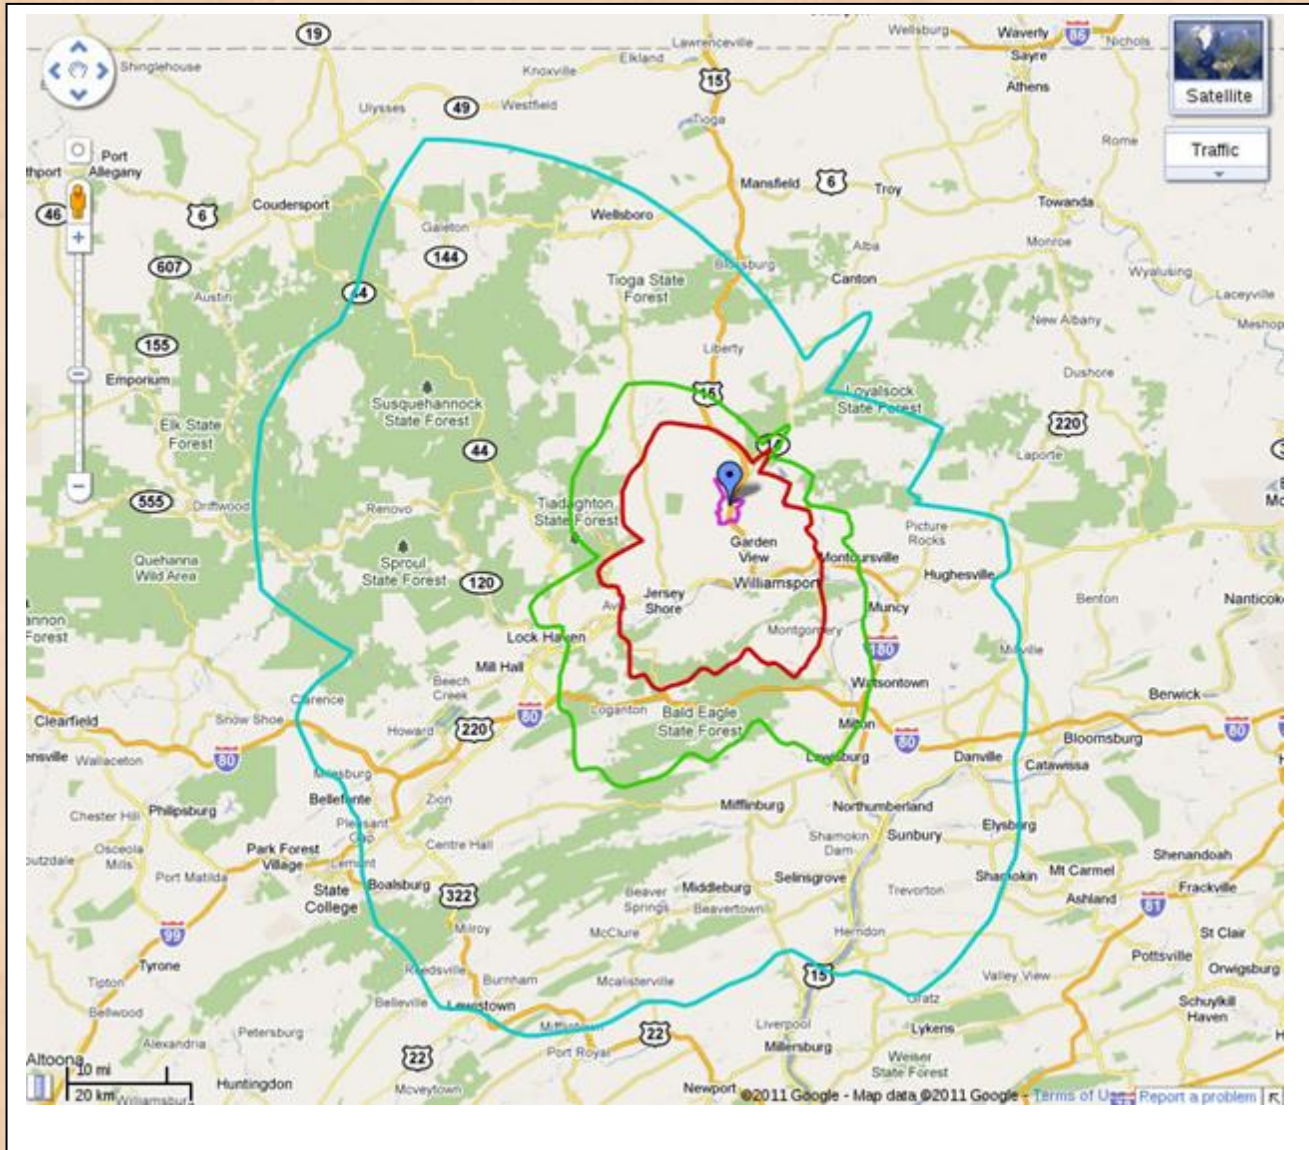 19
Lawrenceville
Wellsburg
Waverly
86
Nichols
Shinglehouse
Elkland
Sayre
Knoxville
15
Athens
Satellite
Ulysses
49
Westfield
Tioga
Port
Allegany
Rome
Traffic
Mansfield
6
Troy
46
6
Coudersport
Wellsboro
Towanda
Galeton
144
Alba
Monroe
607
Blossburg
Wyalusing
Austin
44
Tioga State
Forest
Canton
Laceyville
New Albany
155
Liberty
Emporium
Dushore
Susquehannock
State Forest
15
Loyalsock
State Forest
Elk State
Forest
220
44
Laporte
555
Driftwood
Renovo
Tiadaghton
State Forest
Picture
Rocks
Quehanna
Wild Area
Sproul
State Forest
Garden
View
Montoursville
120
Williamsport
Hughesville
Jersey
Shore
Benton
Muncy
Lock Haven
Montgomery
180
Millville
Mill Hall
Beech
Creek
Watsontown
Clarence
Berwick
Clearfield
Snow Shoe
Loganton
Bald Eagle
State Forest
80
Howard
220
Milton
80
80
Bloomsburg
Wallaceton
80
Lewisburg
Danville
Catawissa
Milesburg
Philipsburg
Bellefonte
Zion
Mifflinburg
Northumberland
Chester Hill
Pleasant
Gap
Elysburg
Osceola
Mills
Park Forest
Village
Centre Hall
Shamokin
Dam
Sunbury
Port Matilda
Lemont
Shenandoah
State
College
Boalsburg
322
Beaver
Springs
Middleburg
Selinsgrove
Shamokin
Mt Carmel
Trevorton
Frackville
Beavertown
Ashland
81
99
Milroy
McClure
Herndon
St Clair
Tyrone
Reedsville
Pottsville
Tipton
Burnham
Mcalisterville
15
Valley View
Orwigsburg
Bellwood
Belleville
Lewistown
Gratz
Schuylkill
Haven
Petersburg
Mifflintown
22
Liverpool
Lykens
Alexandria
22
Port Royal
Millersburg
Weiser
State Forest
Altoona
10 mi
20 km
Huntingdon
Mcveytown
Newport
©2011 Google - Map data ©2011 Google - Terms of Use
Report a problem